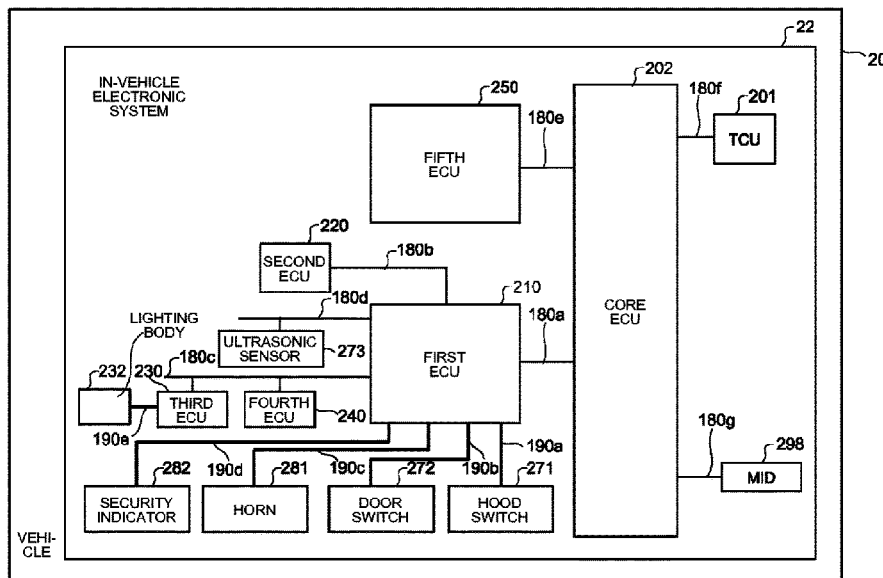 22
20
IN-VEHICLE
ELECTRONIC
SYSTEM
250
202
180f
201
180e
TCU
FIFTH
ECU
220
180b
SECOND
ECU
210
180d
CORE
ECU
LIGHTING
BODY
180a
ULTRASONIC
SENSOR
273
FIRST
ECU
180c
232
230
THIRD
ECU
FOURTH
ECU
240
190e
180g
298
190a
190d
190c
190b
282
281
272
271
MID
SECURITY
INDICATOR
HORN
DOOR
SWITCH
HOOD
SWITCH
VEHI-
CLE